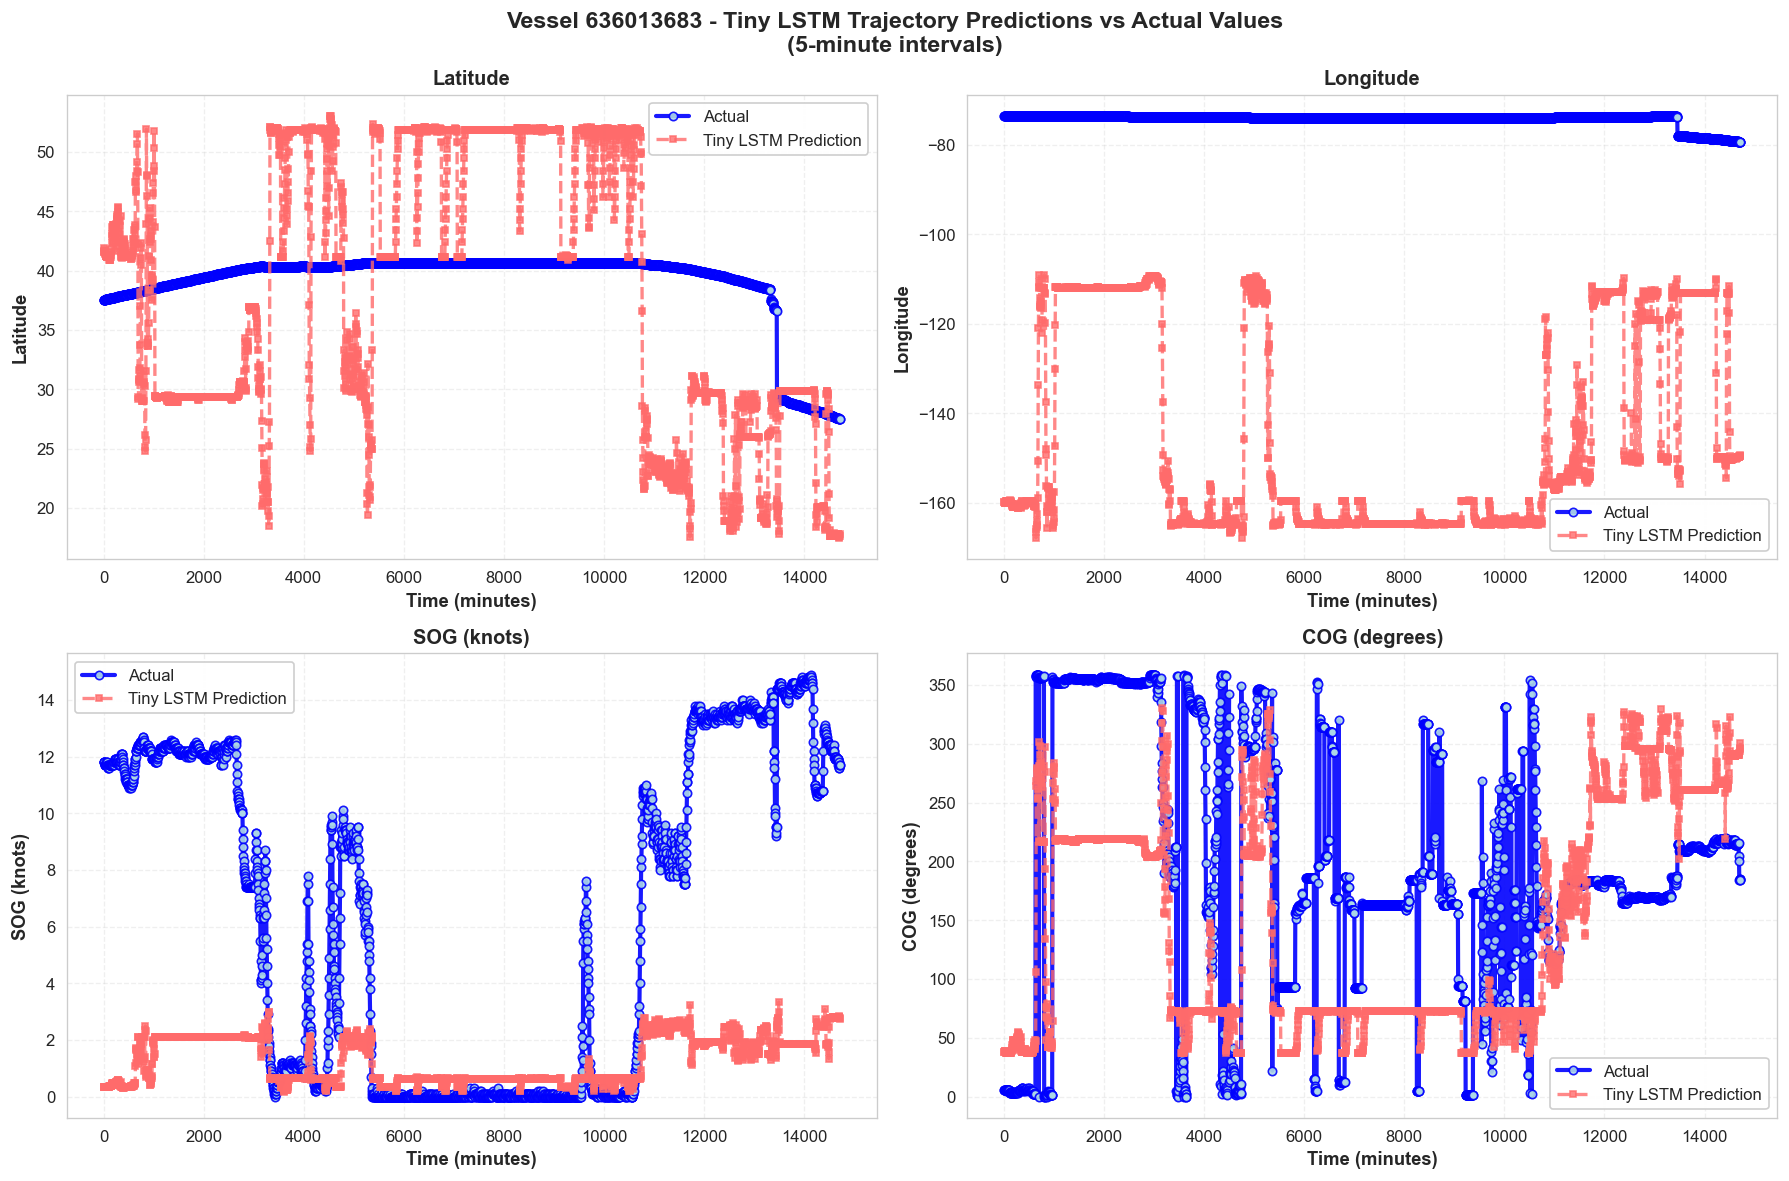 Vessel 636013683 - Tiny LSTM Trajectory Predictions vs Actual Values
(5-minute intervals)
Latitude
Latitude
50
45
40
35
30
25
20
0 2000 4000 6000 8000 10000 12000 14000
Time (minutes)
Actual
Tiny LSTM Prediction
Longitude
Longitude
−80
−100
−120
−140
−160
0 2000 4000 6000 8000 10000 12000 14000
Time (minutes)
Actual
Tiny LSTM Prediction
SOG (knots)
SOG (knots)
14
12
10
8
6
4
2
0
0 2000 4000 6000 8000 10000 12000 14000
Time (minutes)
Actual
Tiny LSTM Prediction
COG (degrees)
COG (degrees)
350
300
250
200
150
100
50
0
0 2000 4000 6000 8000 10000 12000 14000
Time (minutes)
Actual
Tiny LSTM Prediction